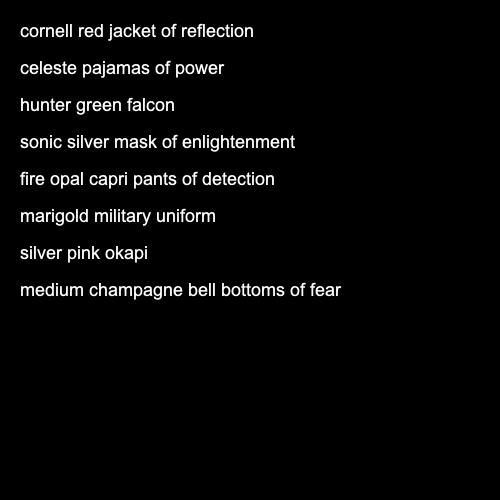 cornell red jacket of reflection
celeste pajamas of power
hunter green falcon
sonic silver mask of enlightenment
fire opal capri pants of detection
marigold military uniform
silver pink okapi
medium champagne bell bottoms of fear